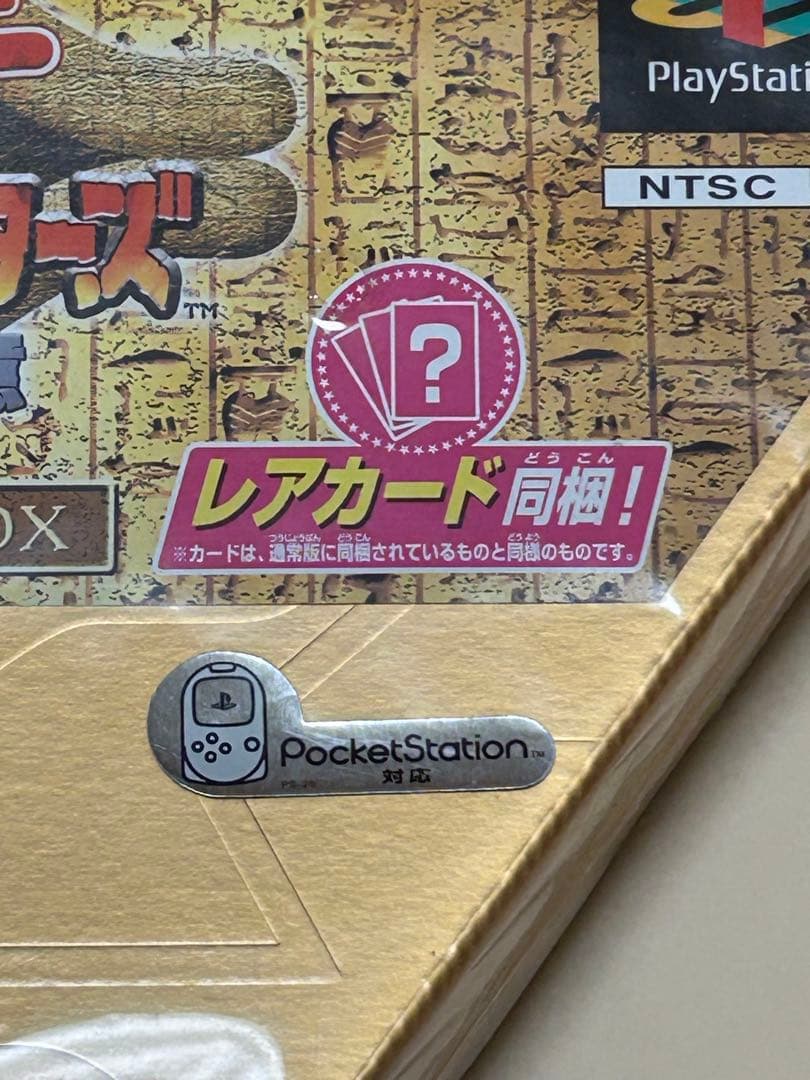 PlayStati
NTSC
ターズ
TM
OX
?
どう こん
レアカード同梱!
つうじょうばん どうこん どうよう
※カードは、通常版に同梱されているものと同様のものです。
PocketStation TM
対応